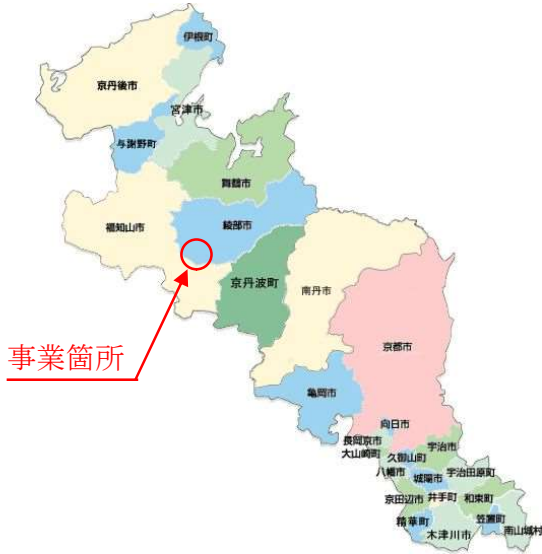 伊根町
京丹後市
宮津市
与謝野町
舞鶴市
福知山市
綾部市
京丹波町
南丹市
事業箇所
京都市
亀岡市
向日市
長岡京市
宇治市
大山崎町
久御山町
八幡市
宇治田原町
城陽市
京田辺市
井手町
和束町
精華町
笠置町
南山城村
木津川市